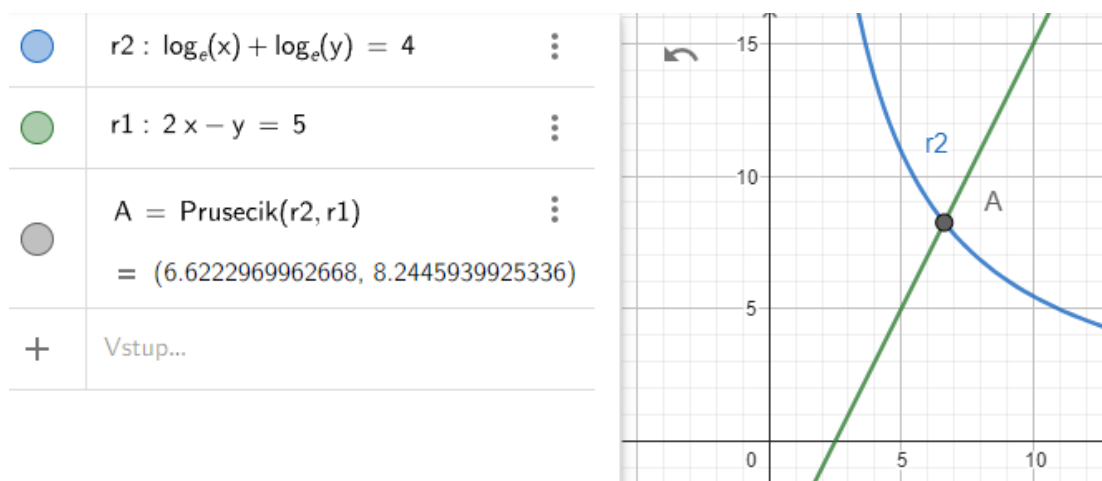 r2 : logₑ(x) + logₑ(y) = 4
r1 : 2 x − y = 5
A = Prusecik(r2, r1)
= (6.6222969962668, 8.2445939925336)
+ Vstup...
15
r2
10
A
5
0 5 10